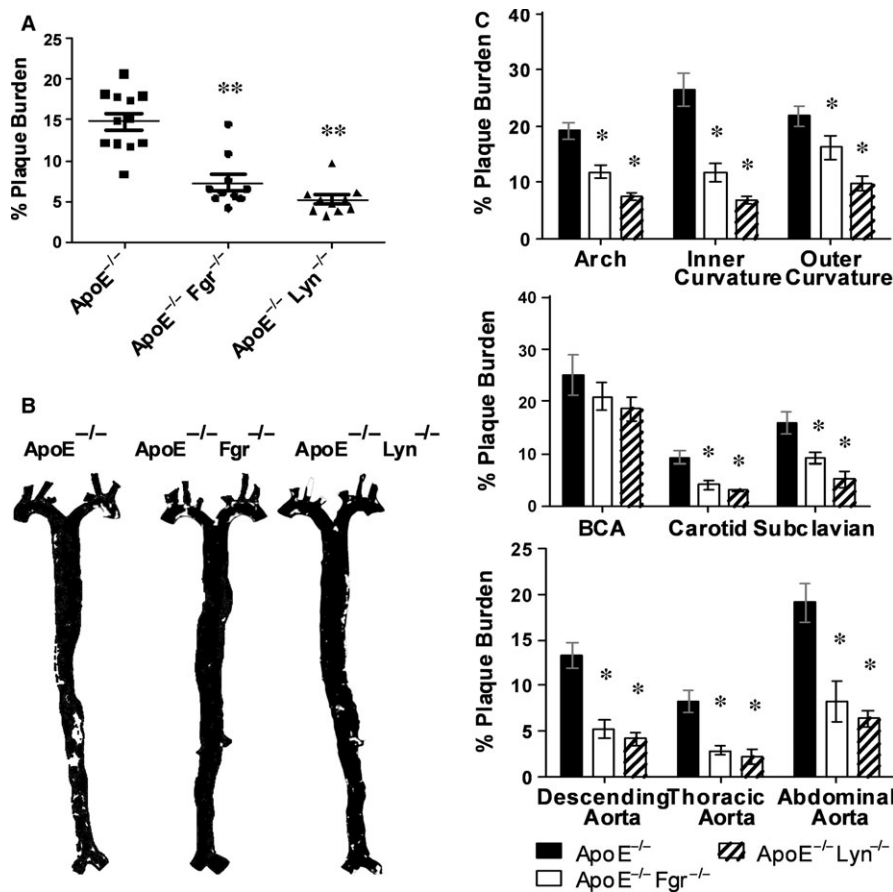 A
% Plaque Burden
25
20
15
10
5
0
**
**
ApoE⁻/⁻
ApoE⁻/⁻ Fgr⁻/⁻
ApoE⁻/⁻ Lyn⁻/⁻
B
ApoE⁻/⁻
ApoE⁻/⁻ Fgr⁻/⁻
ApoE⁻/⁻ Lyn⁻/⁻
C
% Plaque Burden
40
30
20
10
0
* *
* *
* *
Arch
Inner Curvature
Outer Curvature
% Plaque Burden
40
30
20
10
0
* *
* *
BCA Carotid Subclavian
% Plaque Burden
25
20
15
10
5
0
* *
* *
* *
Descending Aorta
Thoracic Aorta
Abdominal Aorta
ApoE⁻/⁻
ApoE⁻/⁻ Lyn⁻/⁻
ApoE⁻/⁻ Fgr⁻/⁻